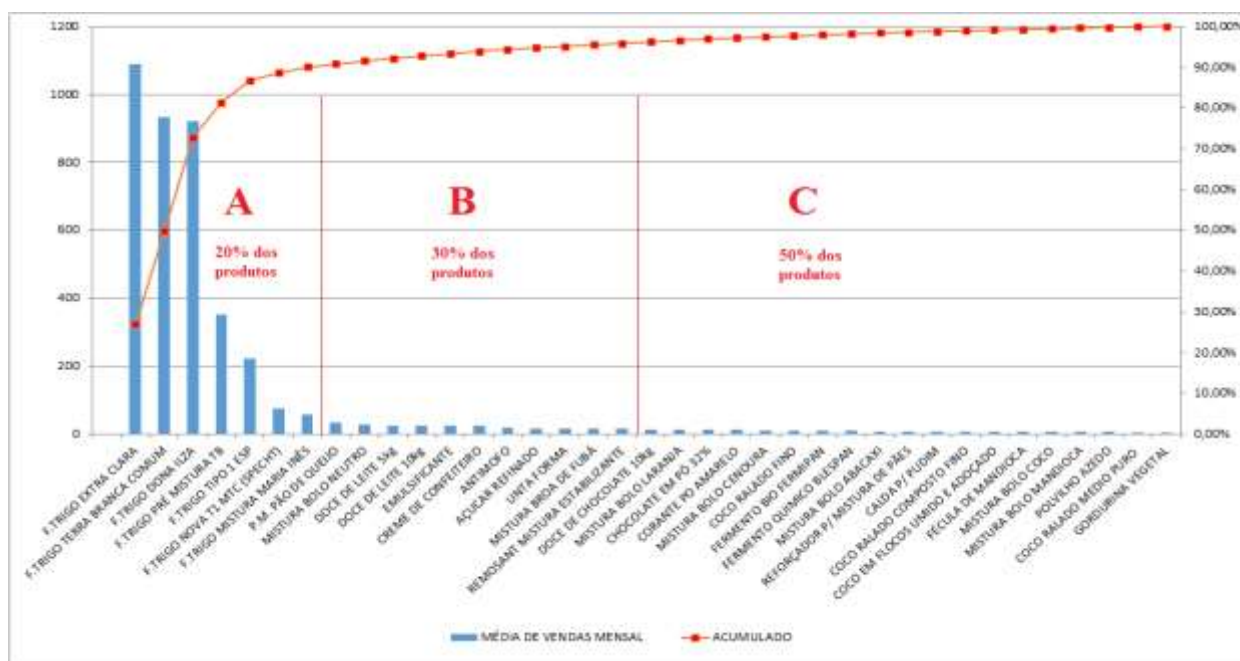 1200
1000
800
600
400
200
0
100,00%
90,00%
80,00%
70,00%
60,00%
50,00%
40,00%
30,00%
20,00%
10,00%
0,00%
A
20% dos
produtos
B
30% dos
produtos
C
50% dos
produtos
F.TRIGO EXTRA CLARA
F.TRIGO TERRA BRANCA COMUM
F.TRIGO DONA UZA
F.TRIGO PRE MISTURA TB
F.TRIGO TIPO 1 ESP
F.TRIGO NOVA T1 MTC (SPECHT)
F.TRIGO MISTURA MARIA INÊS
P.M. PÃO DE QUEIJO
MISTURA BOLO NEUTRO
DOCE DE LEITE 5kg
DOCE DE LEITE 10kg
EMULSIFICANTE
CREME DE CONFEITEIRO
ANTIMOFO
AÇUCAR REFINADO
UNTA FORMA
MISTURA BROA DE FUBÁ
REMOSANT MISTURA ESTABILIZANTE
DOCE DE CHOCOLATE 10kg
MISTURA BOLO LARANJA
CHOCOLATE EM PÓ 32%
CORANTE PO AMARELO
MISTURA BOLO CENOURA
COCO RALADO FINO
FERMENTO BIO FERMIPAN
FERMENTO QUIMICO BLESPAN
MISTURA BOLO ABACAXI
REFORÇADOR P/ MISTURA DE PÃES
CALDA P/ PUDIM
COCO RALADO COMPOSTO FINO
COCO EM FLOCOS UMIDO E ADOÇADO
FÉCULA DE MANDIOCA
MISTURA BOLO COCO
MISTURA BOLO MANDIOCA
POLVILHO AZEDO
COCO RALADO MEDIO PURO
GORDURINA VEGETAL
MÉDIA DE VENDAS MENSAL
ACUMULADO